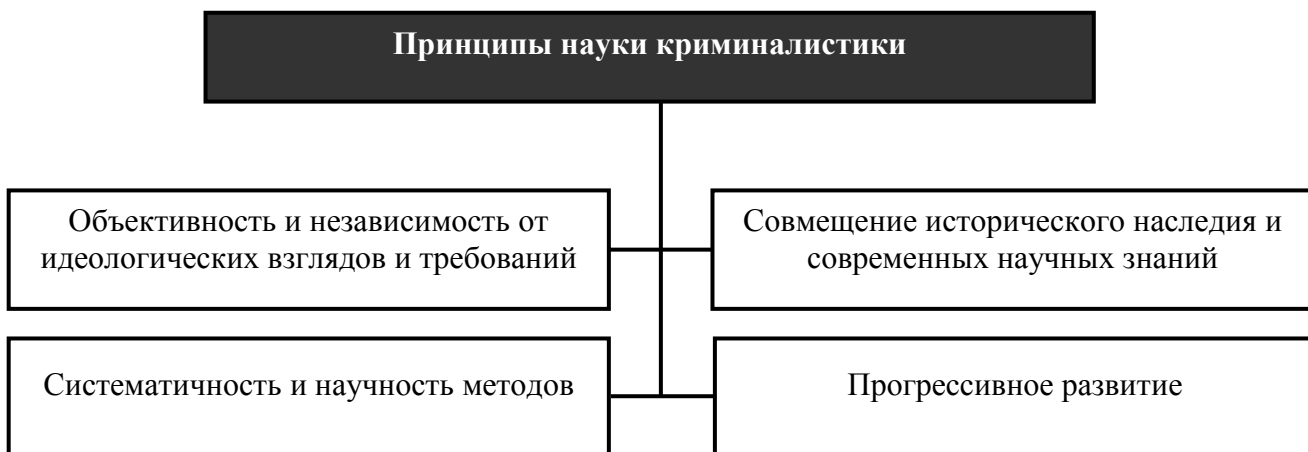 Принципы науки криминалистики
Объективность и независимость от
идеологических взглядов и требований
Совмещение исторического наследия и
современных научных знаний
Систематичность и научность методов
Прогрессивное развитие